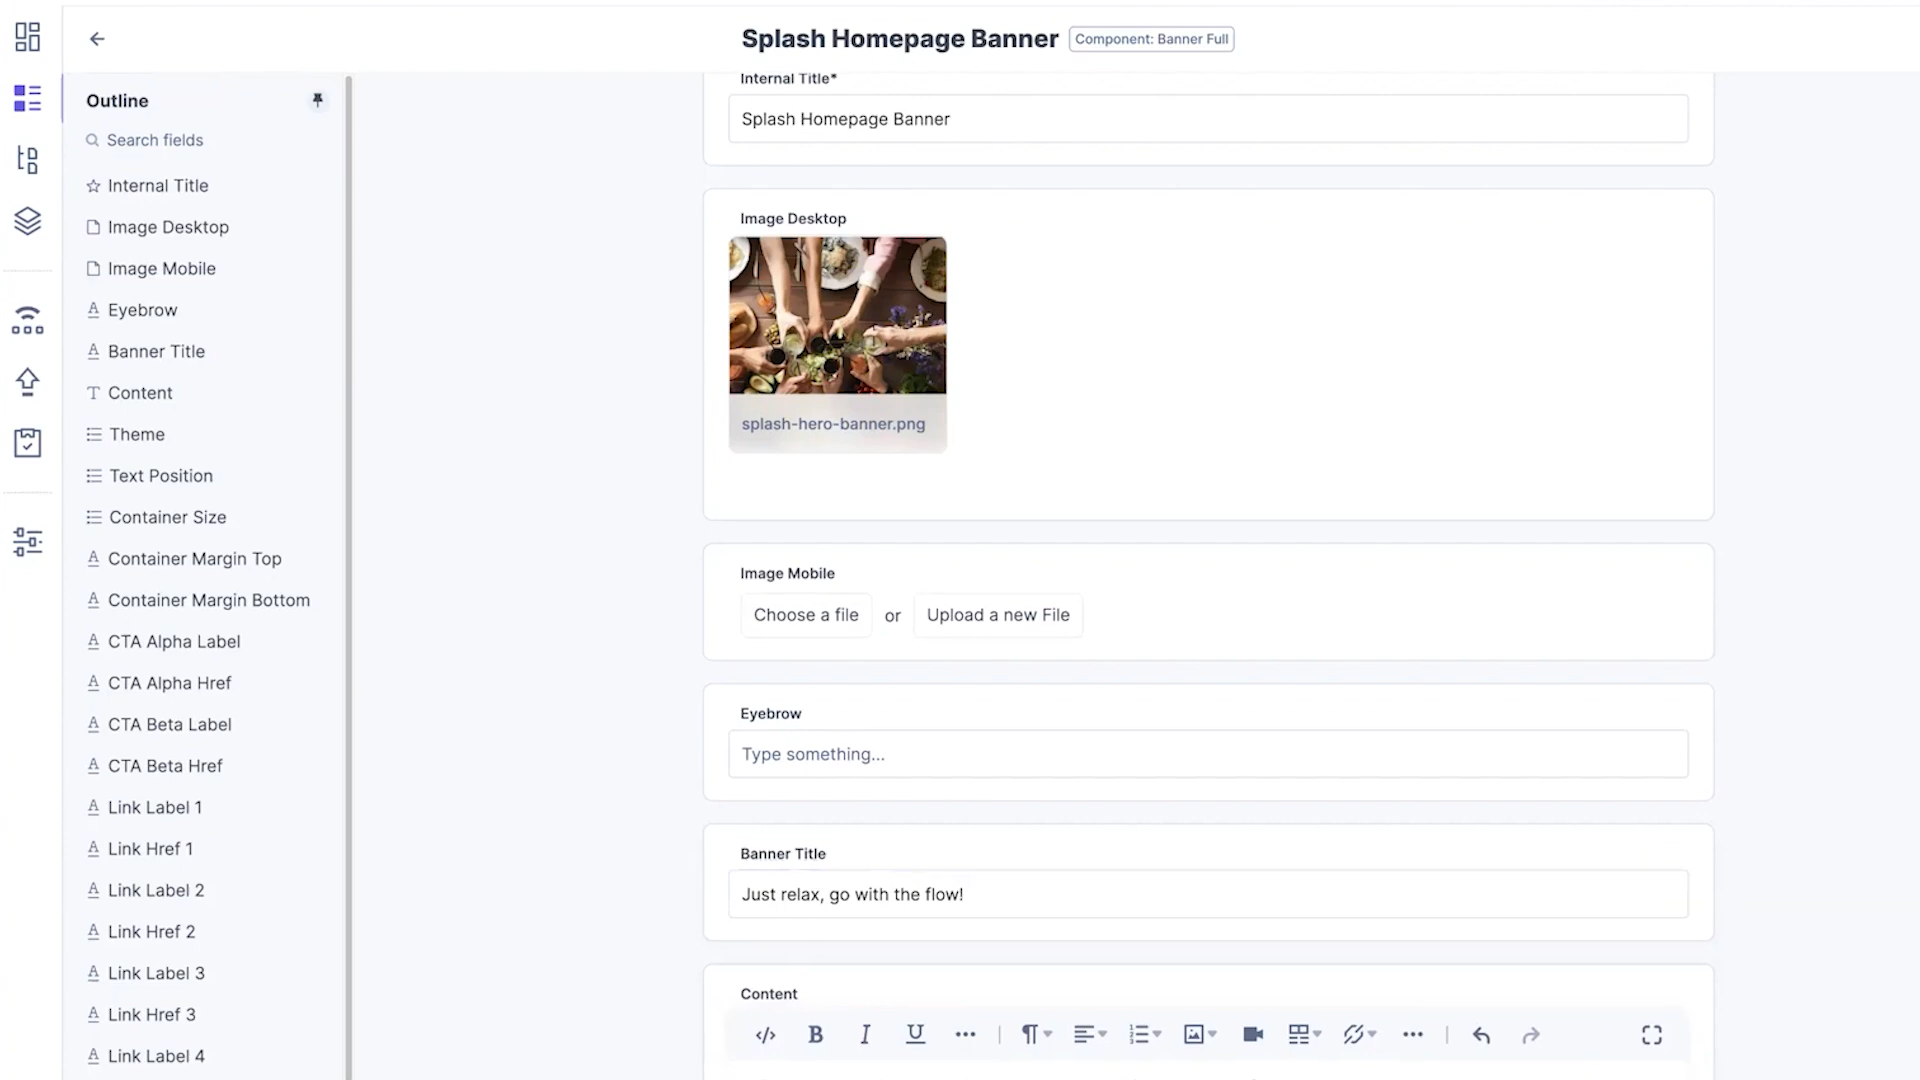 Splash Homepage Banner
Component: Banner Full
Outline
Search fields
Internal Title
Image Desktop
Image Mobile
Eyebrow
Banner Title
Content
Theme
Text Position
Container Size
Container Margin Top
Container Margin Bottom
CTA Alpha Label
CTA Alpha Href
CTA Beta Label
CTA Beta Href
Link Label 1
Link Href 1
Link Label 2
Link Href 2
Link Label 3
Link Href 3
Link Label 4
Internal Title*
Splash Homepage Banner
Image Desktop
splash-hero-banner.png
Image Mobile
Choose a file or Upload a new File
Eyebrow
Type something...
Banner Title
Just relax, go with the flow!
Content